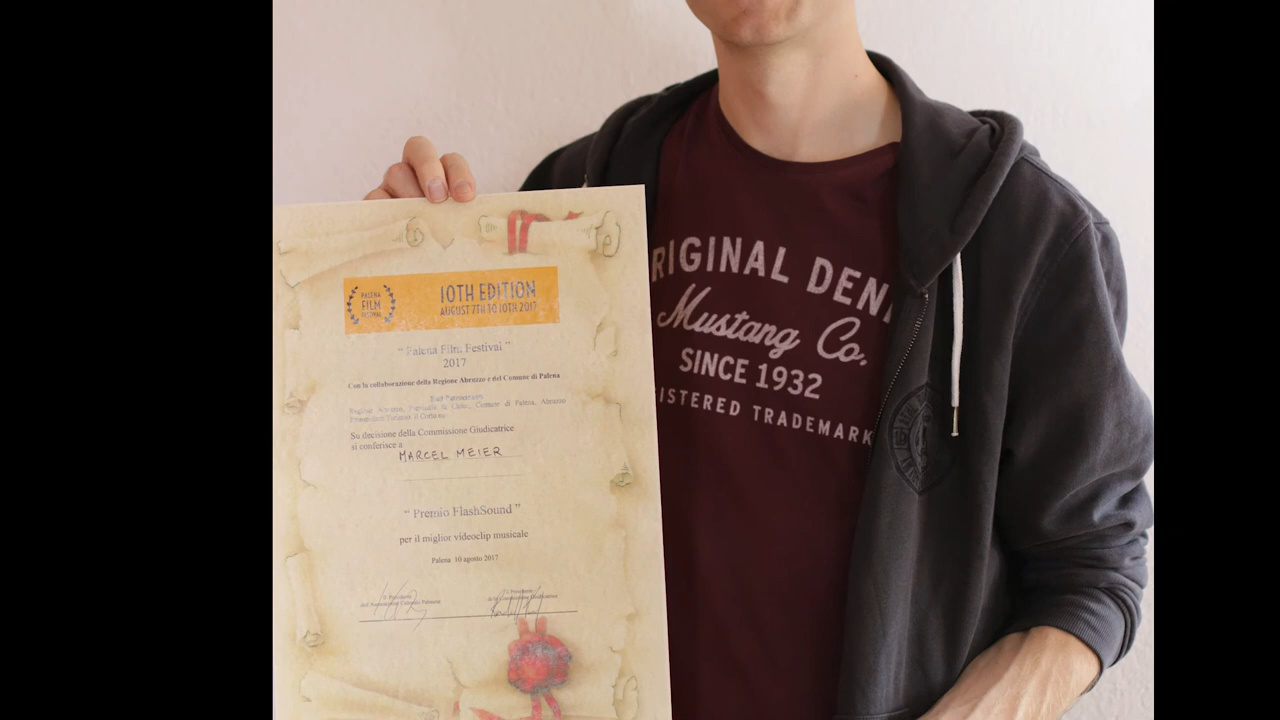 PALENA
FILM
FESTIVAL
10TH EDITION
AUGUST 7TH TO 10TH 2017
“ Palena Film Festival ”
2017
Con la collaborazione della Regione Abruzzo e del Comune di Palena
Su decisione della Commissione Giudicatrice
si conferisce a
MARCEL MEIER
“ Premio FlashSound ”
per il miglior videoclip musicale
Palena 10 agosto 2017
RIGINAL DENI
Mustang Co.
SINCE 1932
ISTERED TRADEMARK